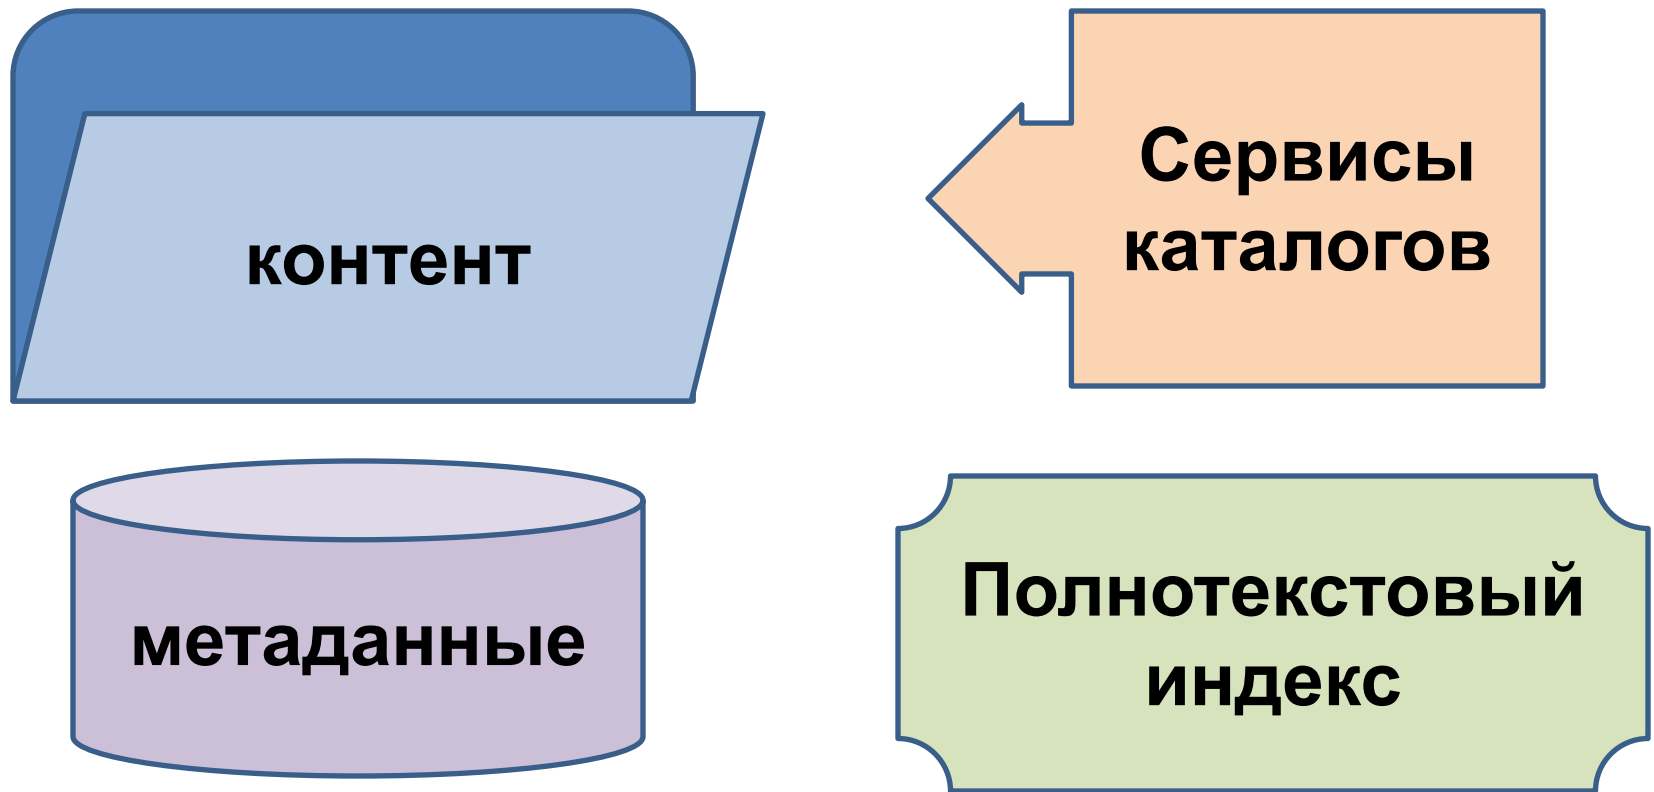 контент
Сервисы
каталогов
метаданные
Полнотекстовый
индекс